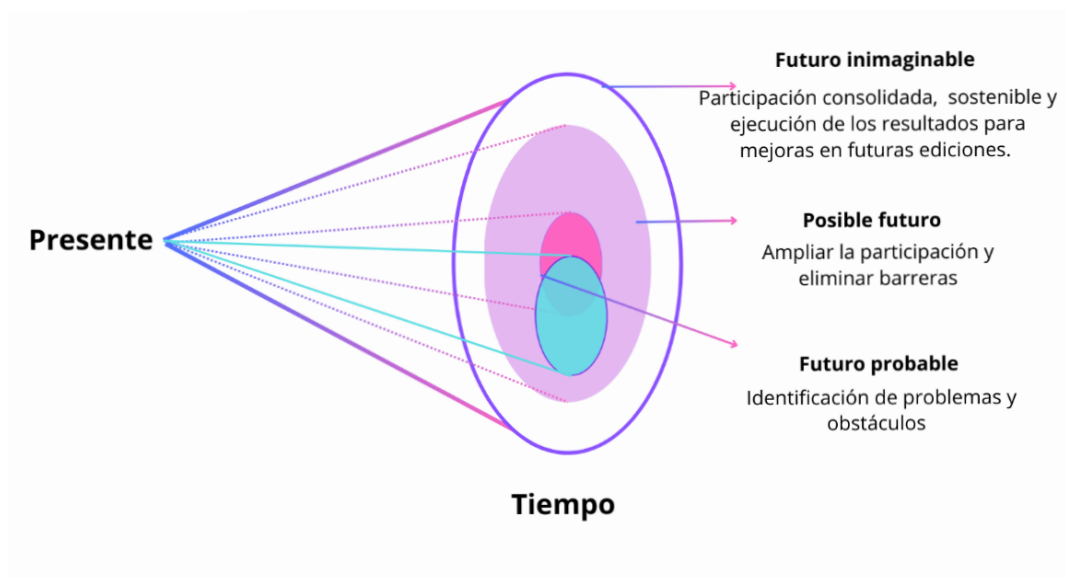 Futuro inimaginable
Participación consolidada, sostenible y
ejecución de los resultados para
mejoras en futuras ediciones.
Presente
Posible futuro
Ampliar la participación y
eliminar barreras
Futuro probable
Identificación de problemas y
obstáculos
Tiempo